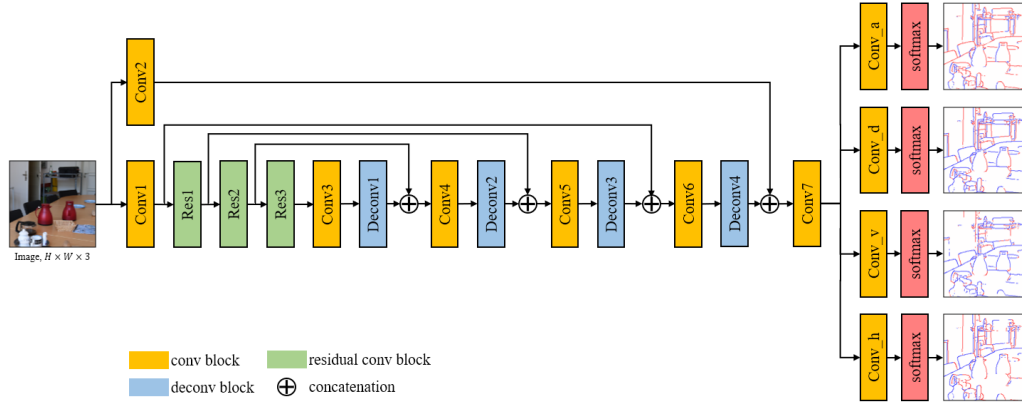 Conv2
Conv1
Res1
Res2
Res3
Conv3
Deconv1
Conv4
Deconv2
Conv5
Deconv3
Conv6
Deconv4
Conv7
Conv_a
softmax
Conv_d
softmax
Conv_v
softmax
Conv_h
softmax
Image, H × W × 3
conv block
residual conv block
deconv block
concatenation